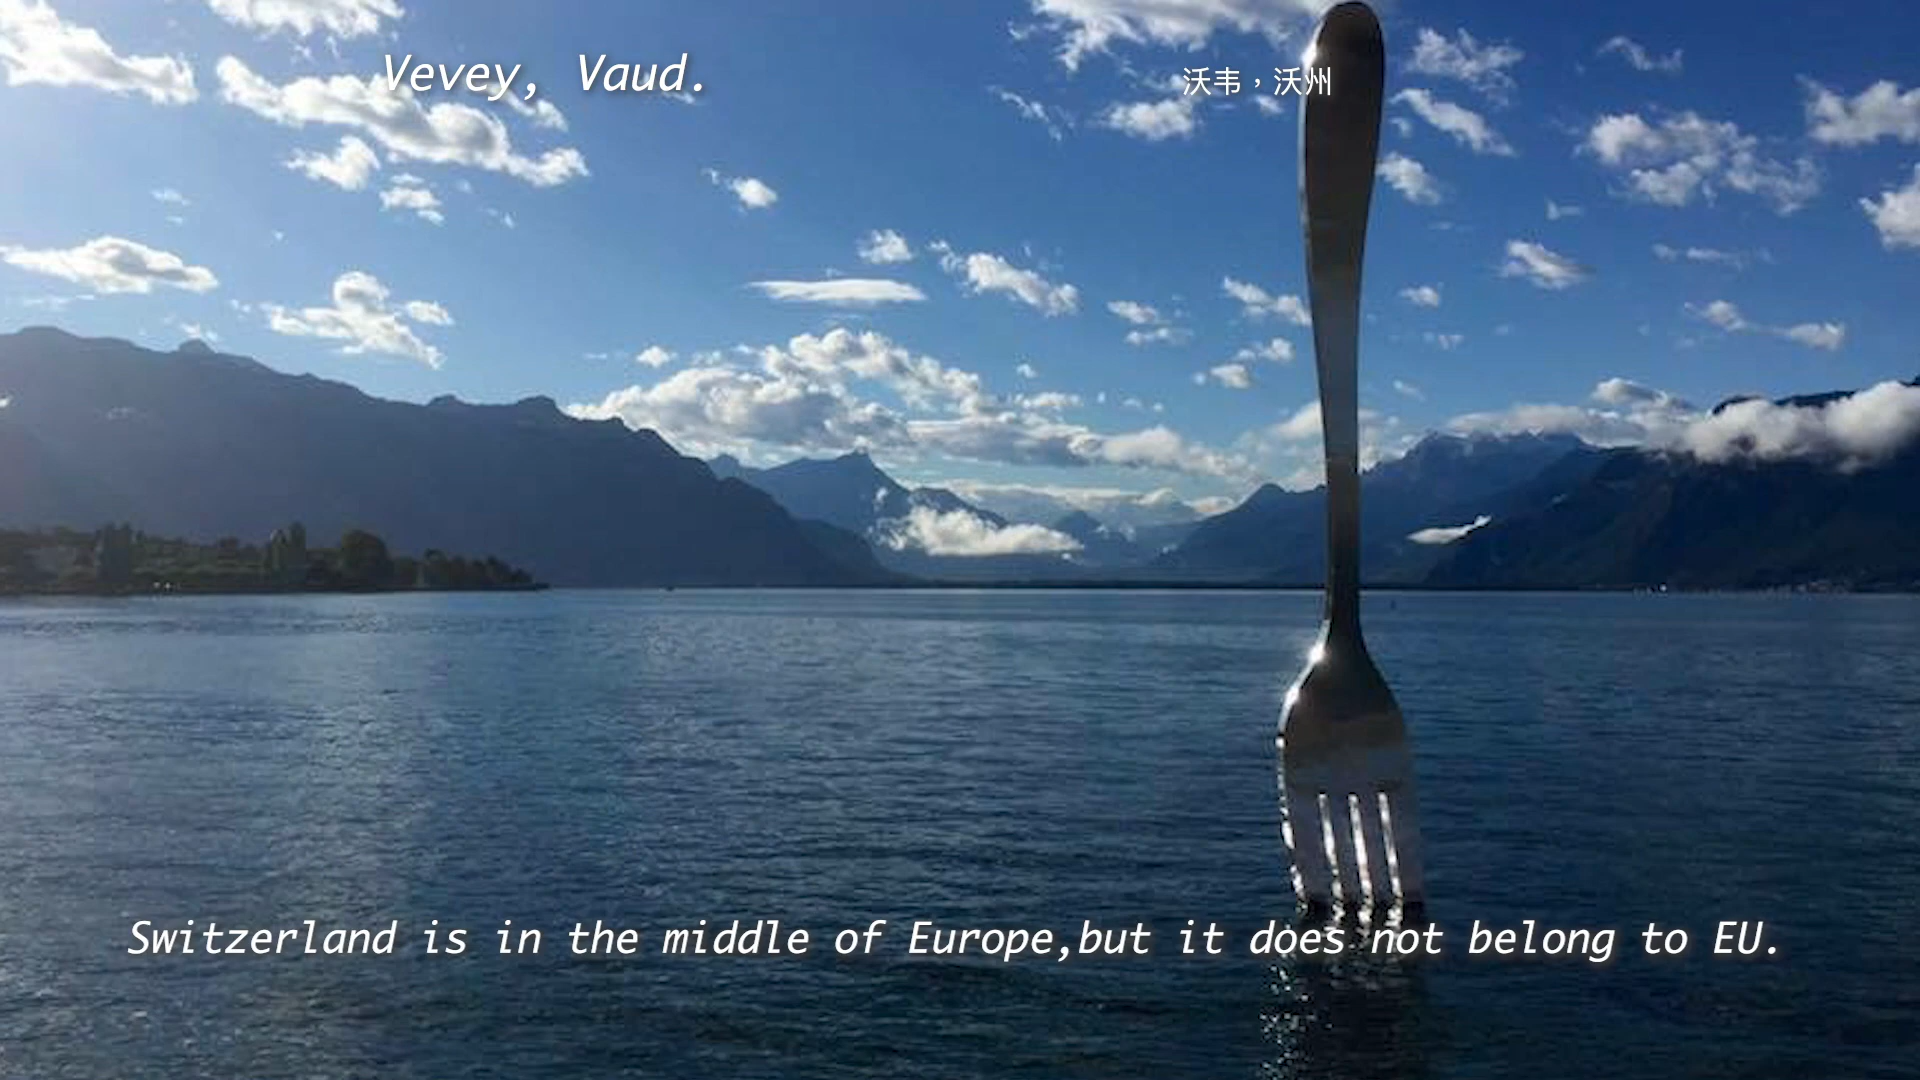 Vevey, Vaud.
沃韦，沃州
Switzerland is in the middle of Europe,but it does not belong to EU.